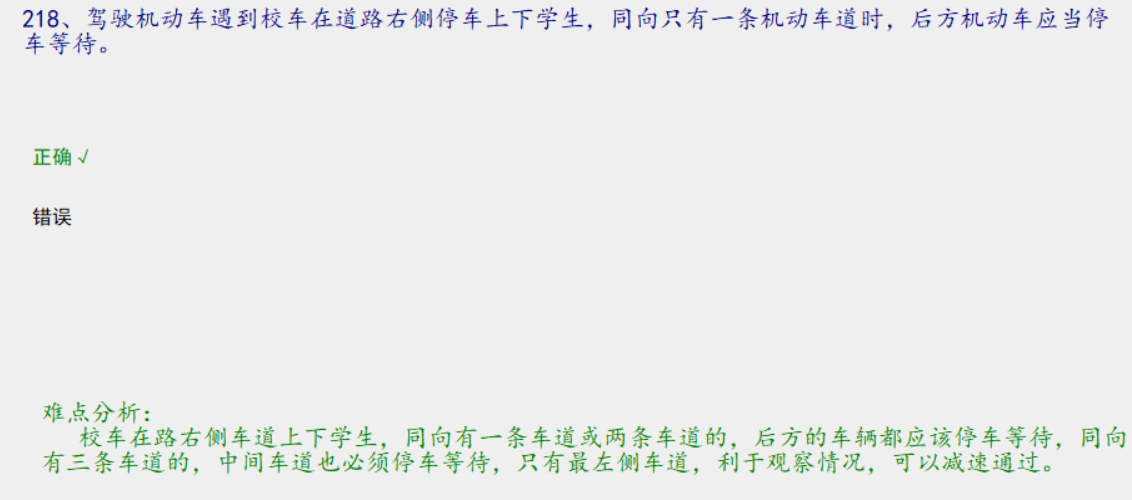 218、驾驶机动车遇到校车在道路右侧停车上下学生，同向只有一条机动车道时，后方机动车应当停
车等待。
正确√
错误
难点分析：
校车在路右侧车道上下学生，同向有一条车道或两条车道的，后方的车辆都应该停车等待，同向
有三条车道的，中间车道也必须停车等待，只有最左侧车道，利于观察情况，可以减速通过。